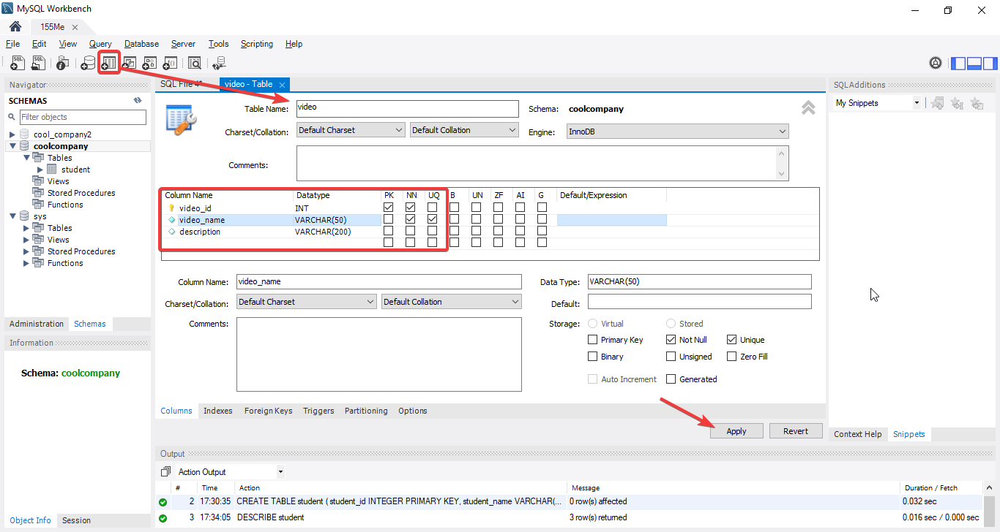 MySQL Workbench
155Me
File Edit View Query Database Server Tools Scripting Help
SQL SQL
Navigator
SCHEMAS
Filter objects
cool_company2
coolcompany
Tables
student
Views
Stored Procedures
Functions
sys
Tables
Views
Stored Procedures
Functions
Administration Schemas
Information
Schema: coolcompany
Object Info Session
SQL File 4* video - Table
Table Name: video Schema: coolcompany
Charset/Collation: Default Charset Default Collation Engine: InnoDB
Comments:
Column Name Datatype PK NN UQ B UN ZF AI G Default/Expression
video_id INT
video_name VARCHAR(50)
description VARCHAR(200)
Column Name: video_name Data Type: VARCHAR(50)
Charset/Collation: Default Charset Default Collation Default:
Comments: Storage: Virtual Stored
Primary Key Not Null Unique
Binary Unsigned Zero Fill
Auto Increment Generated
Columns Indexes Foreign Keys Triggers Partitioning Options
Apply Revert
Output
Action Output
# Time Action Message Duration / Fetch
2 17:30:35 CREATE TABLE student ( student_id INTEGER PRIMARY KEY, student_name VARCHAR(... 0 row(s) affected 0.032 sec
3 17:34:05 DESCRIBE student 3 row(s) returned 0.016 sec / 0.000 sec
SQLAdditions
My Snippets
Context Help Snippets